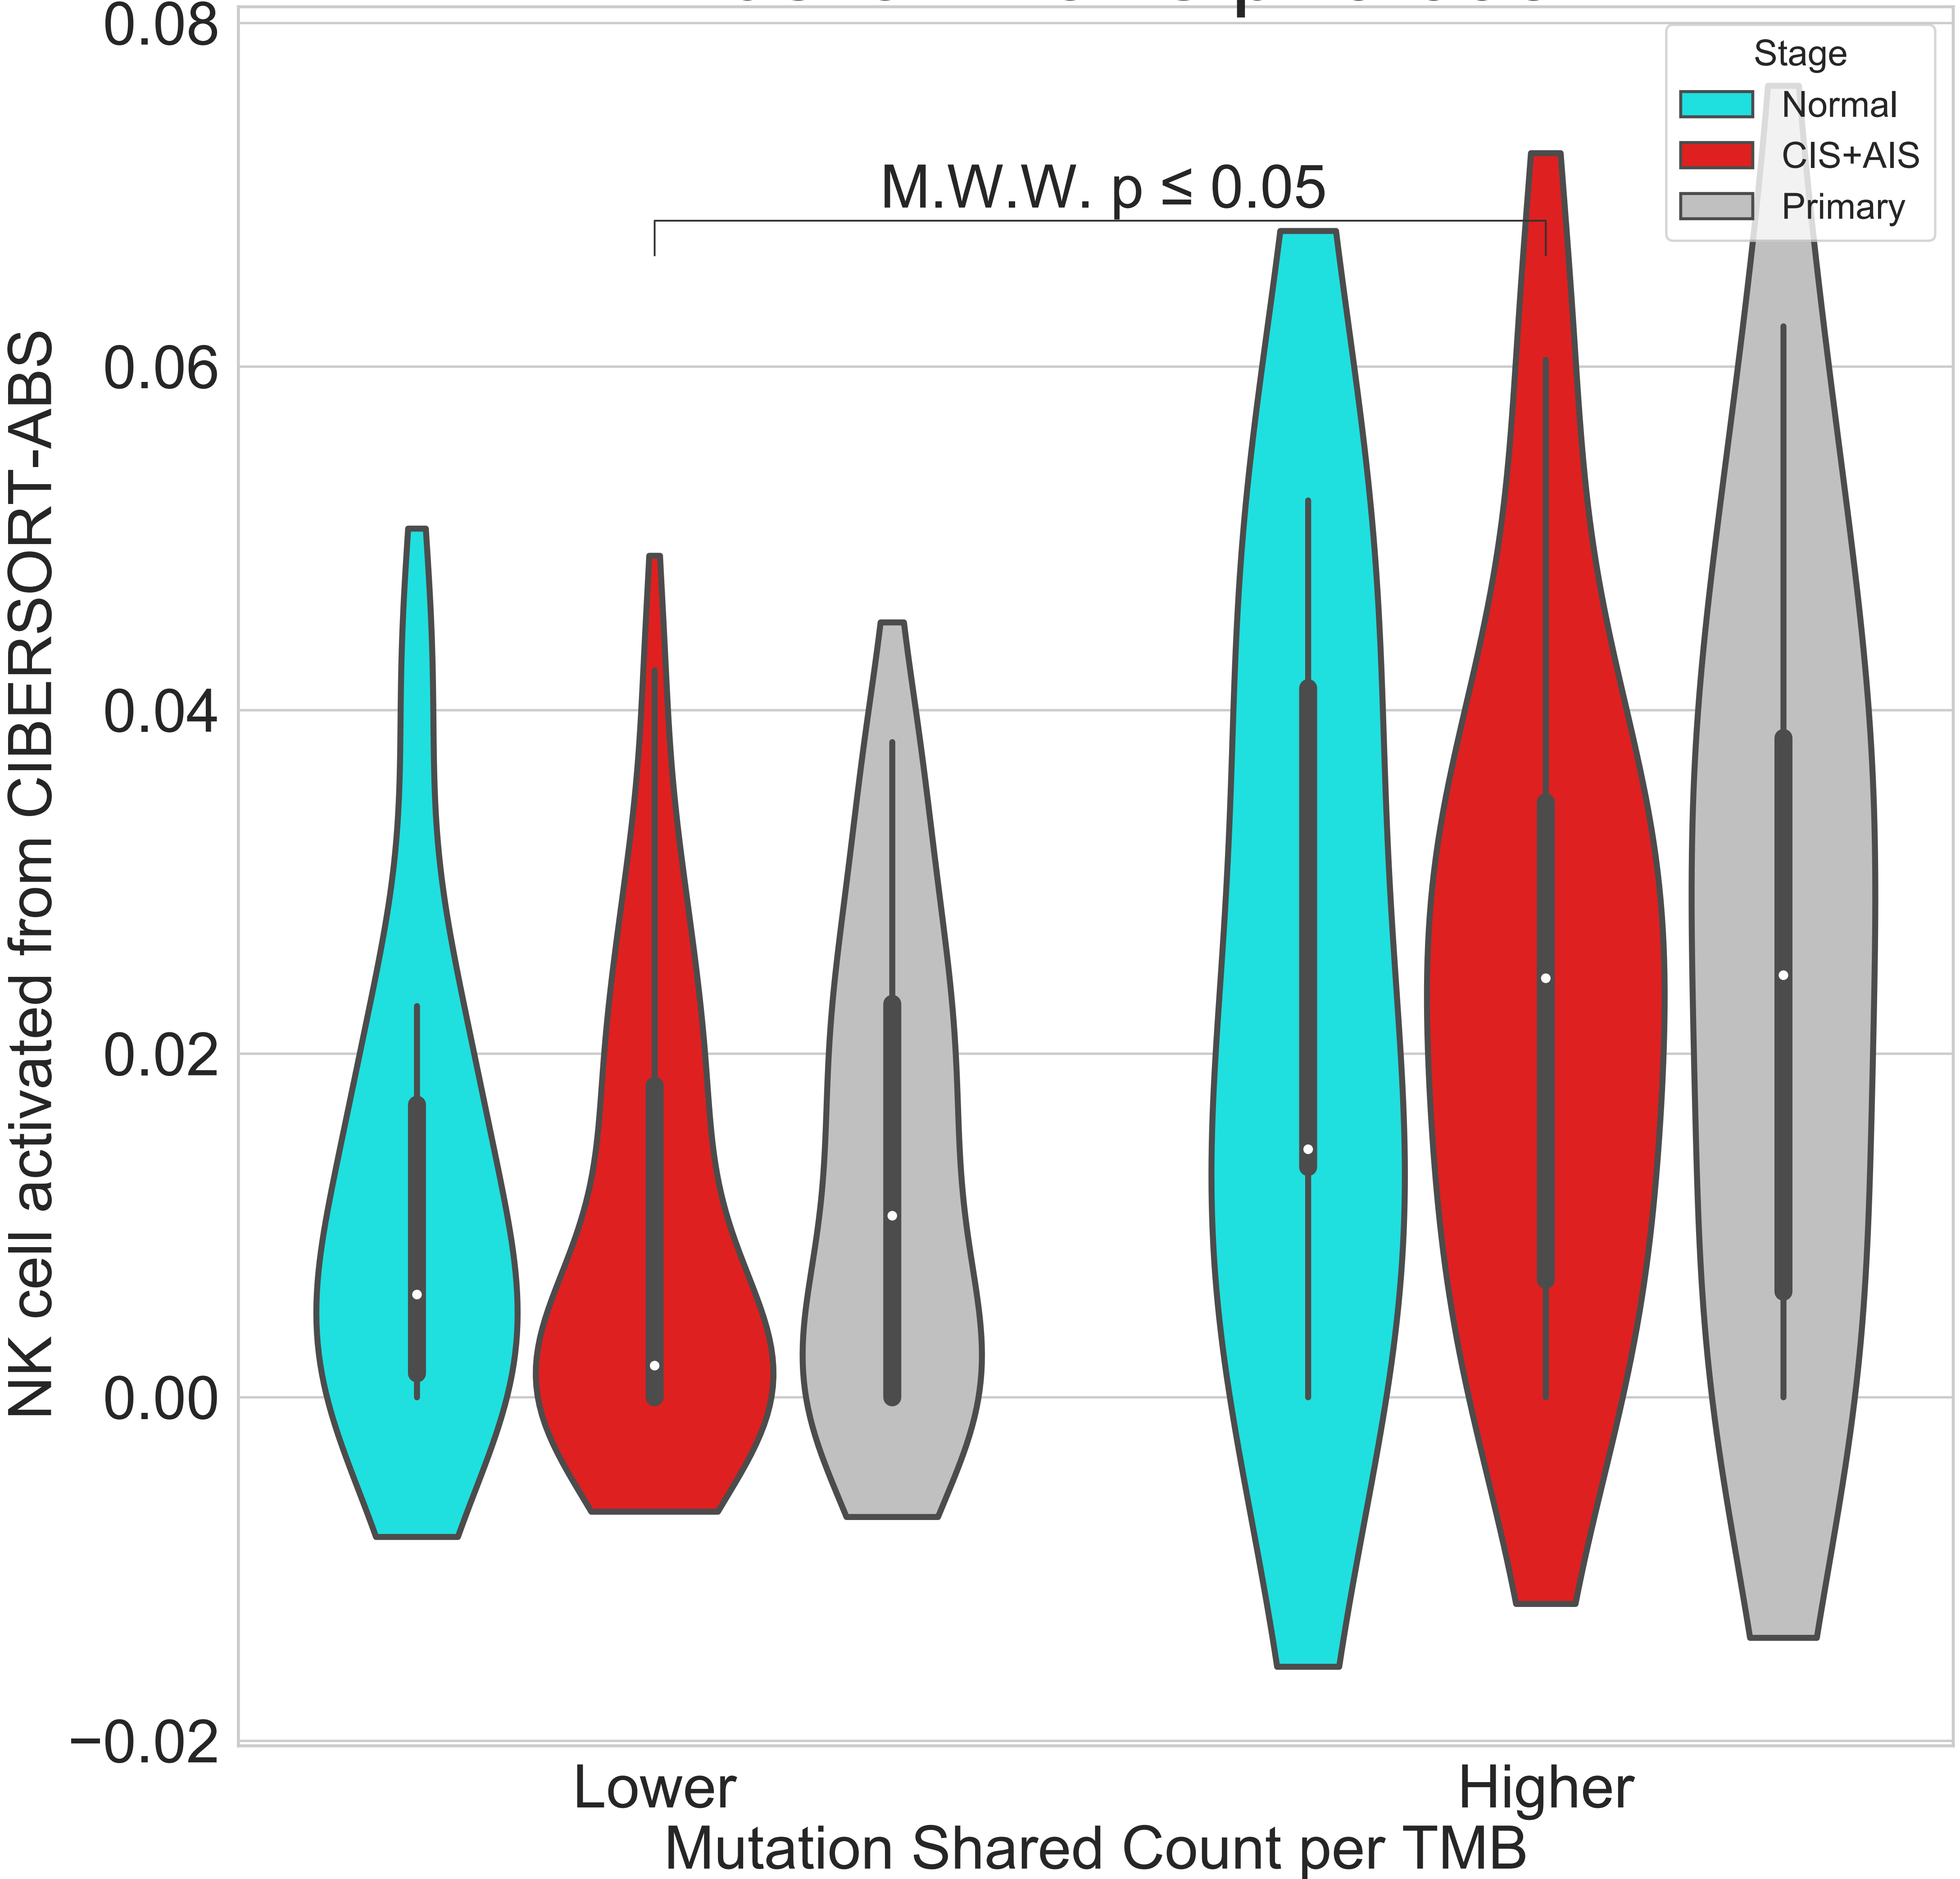 0.08
0.06
0.04
0.02
0.00
−0.02
NK cell activated from CIBERSORT-ABS
M.W.W. p ≤ 0.05
Stage
Normal
CIS+AIS
Primary
Lower
Higher
Mutation Shared Count per TMB